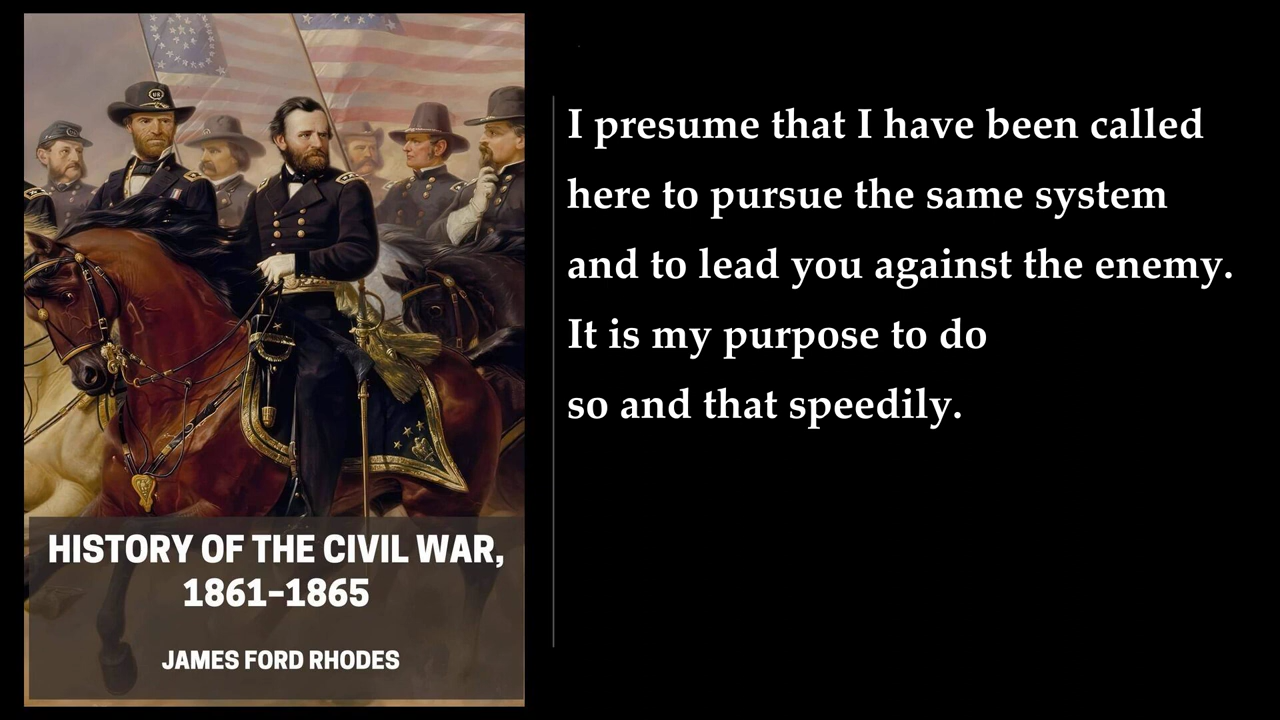 HISTORY OF THE CIVIL WAR,
1861–1865
JAMES FORD RHODES
I presume that I have been called
here to pursue the same system
and to lead you against the enemy.
It is my purpose to do
so and that speedily.